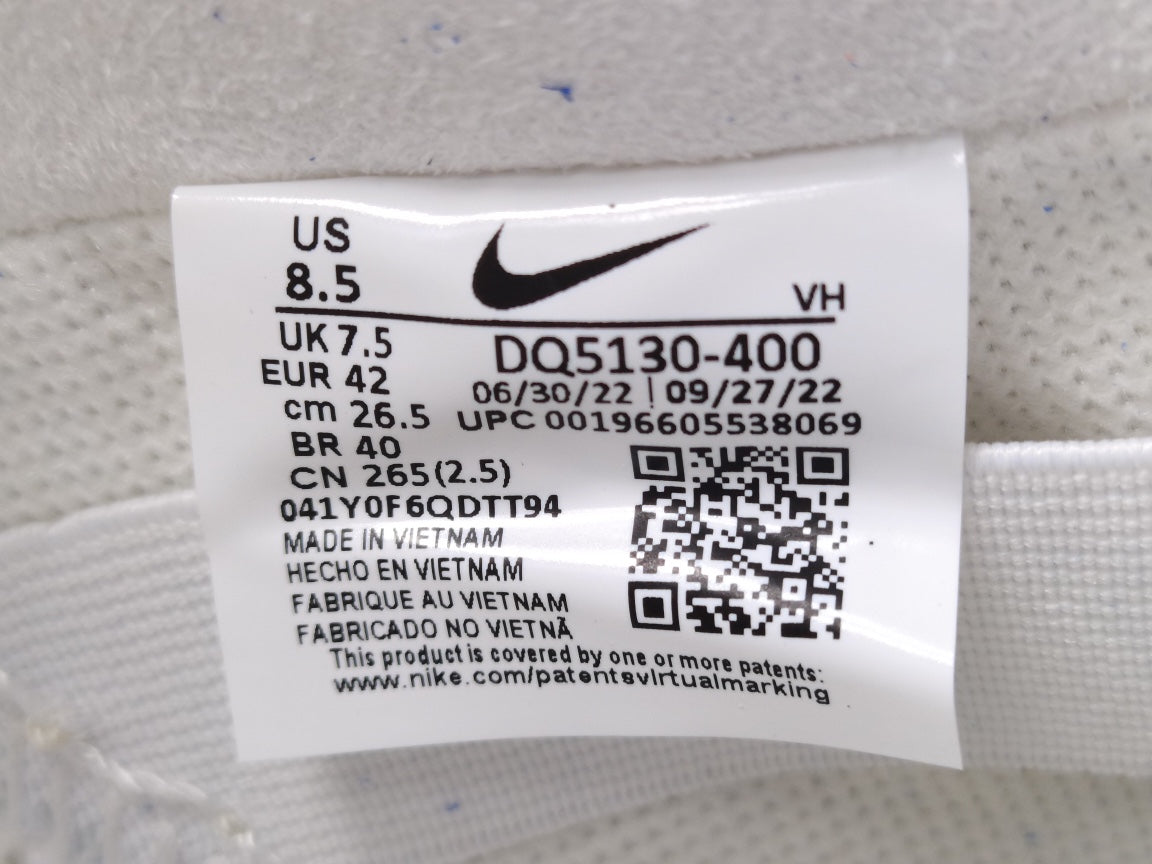 US
8.5
VH
UK 7.5
EUR 42
cm 26.5
BR 40
CN 265(2.5)
DQ5130-400
06/30/22 | 09/27/22
UPC 00196605538069
041Y0F6QDTT94
MADE IN VIETNAM
HECHO EN VIETNAM
FABRIQUE AU VIETNAM
FABRICADO NO VIETNÃ
This product is covered by one or more patents:
www.nike.com/patentsvirtualmarking